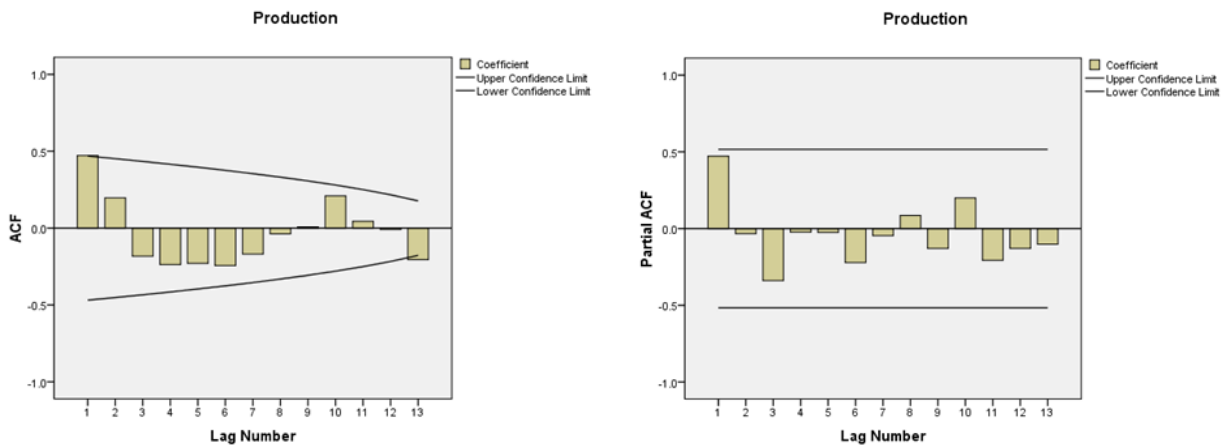 Production
Coefficient
Upper Confidence Limit
Lower Confidence Limit
1.0
0.5
0.0
-0.5
-1.0
ACF
1 2 3 4 5 6 7 8 9 10 11 12 13
Lag Number
Production
Coefficient
Upper Confidence Limit
Lower Confidence Limit
1.0
0.5
0.0
-0.5
-1.0
Partial ACF
1 2 3 4 5 6 7 8 9 10 11 12 13
Lag Number